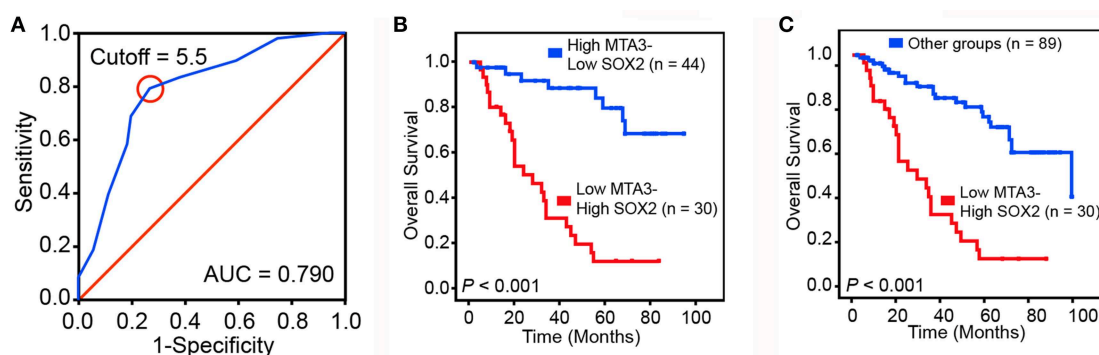 A
Sensitivity
1.0
0.8
0.6
0.4
0.2
0.0
Cutoff = 5.5
AUC = 0.790
0.0 0.2 0.4 0.6 0.8 1.0
1-Specificity
B
Overall Survival
1.0
0.8
0.6
0.4
0.2
0.0
High MTA3-
Low SOX2 (n = 44)
Low MTA3-
High SOX2 (n = 30)
P < 0.001
0 20 40 60 80 100
Time (Months)
C
Overall Survival
1.0
0.8
0.6
0.4
0.2
0.0
Other groups (n = 89)
Low MTA3-
High SOX2 (n = 30)
P < 0.001
0 20 40 60 80 100
Time (Months)